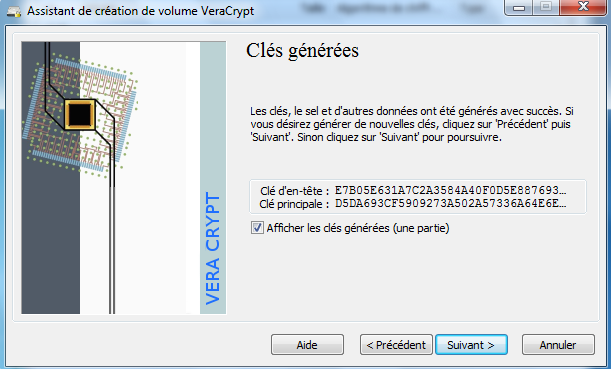 Assistant de création de volume VeraCrypt
Clés générées
Les clés, le sel et d'autres données ont été générés avec succès. Si
vous désirez générer de nouvelles clés, cliquez sur 'Précédent' puis
'Suivant'. Sinon cliquez sur 'Suivant' pour poursuivre.
Clé d'en-tête : E7B05E631A7C2A3584A40F0D5E887693...
Clé principale : D5DA693CF5909273A502A57336A64E6E...
Afficher les clés générées (une partie)
VERA CRYPT
Aide
< Précédent
Suivant >
Annuler